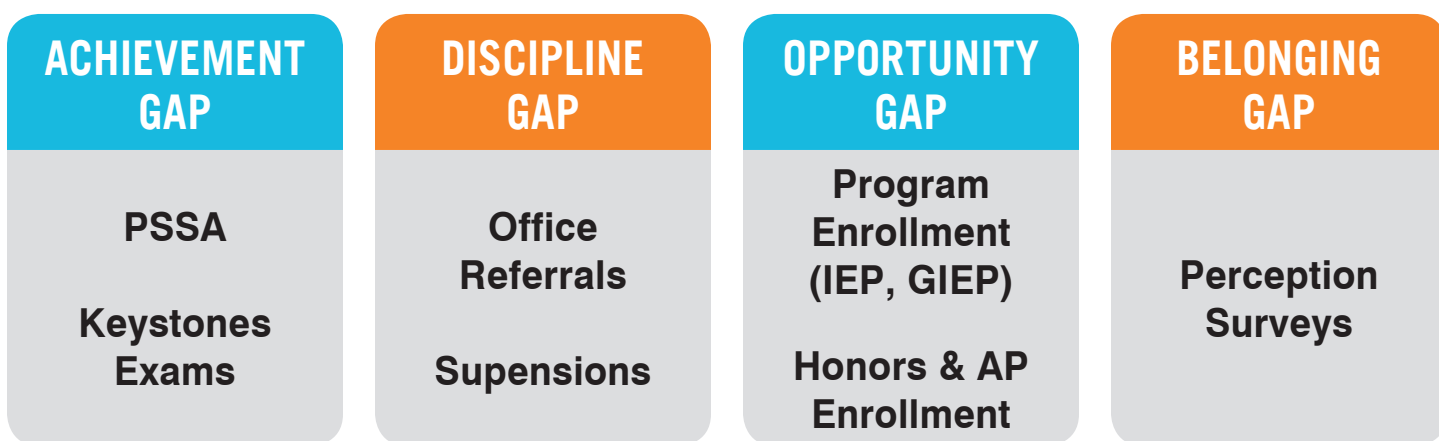 ACHIEVEMENT
GAP
PSSA
Keystones
Exams
DISCIPLINE
GAP
Office
Referrals
Supensions
OPPORTUNITY
GAP
Program
Enrollment
(IEP, GIEP)
Honors & AP
Enrollment
BELONGING
GAP
Perception
Surveys